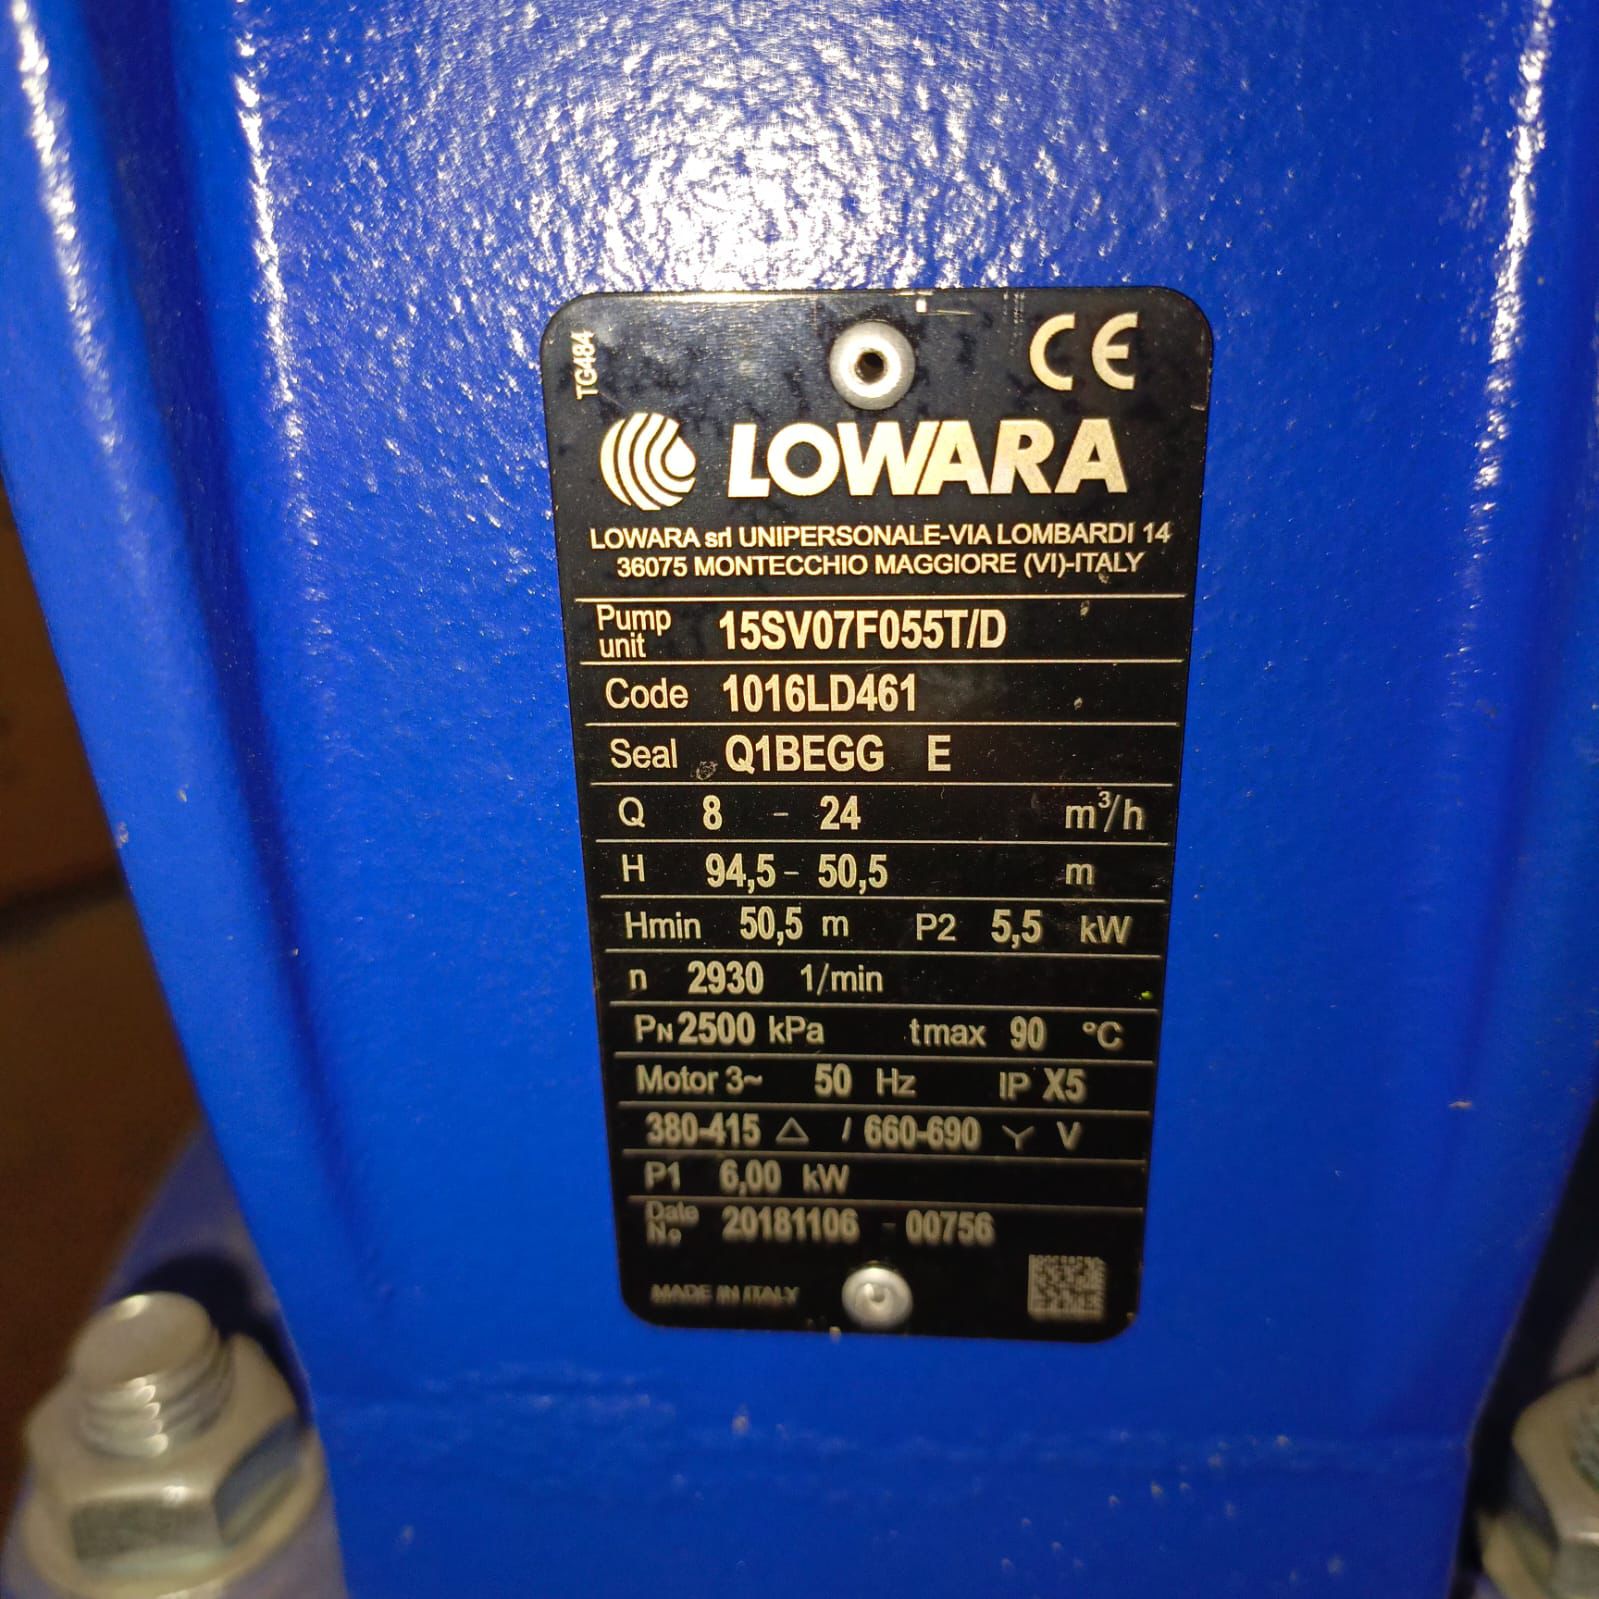 TG484
CE
LOWARA
LOWARA srl UNIPERSONALE-VIA LOMBARDI 14
36075 MONTECCHIO MAGGIORE (VI)-ITALY
Pump unit 15SV07F055T/D
Code 1016LD461
Seal Q1BEGG E
Q 8 - 24 m³/h
H 94,5 - 50,5 m
Hmin 50,5 m P2 5,5 kW
n 2930 1/min
PN 2500 kPa tmax 90 °C
Motor 3~ 50 Hz IP X5
380-415 △ / 660-690 Y V
P1 6,00 kW
Date No 20181106 - 00756
MADE IN ITALY